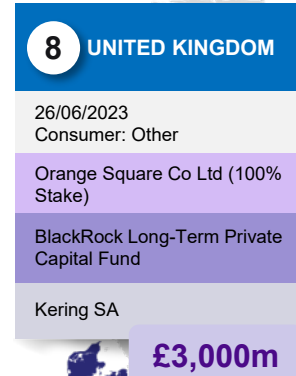 8 UNITED KINGDOM
26/06/2023
Consumer: Other
Orange Square Co Ltd (100%
Stake)
BlackRock Long-Term Private
Capital Fund
Kering SA
£3,000m